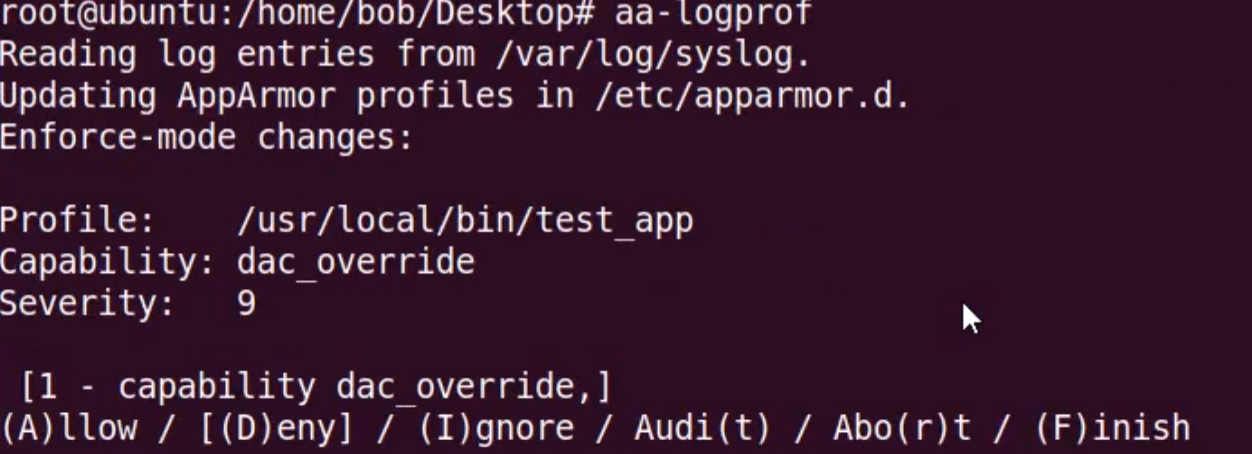 root@ubuntu:/home/bob/Desktop# aa-logprof
Reading log entries from /var/log/syslog.
Updating AppArmor profiles in /etc/apparmor.d.
Enforce-mode changes:
Profile: /usr/local/bin/test_app
Capability: dac_override
Severity: 9
[1 - capability dac_override,]
(A)llow / [(D)eny] / (I)gnore / Audi(t) / Abo(r)t / (F)inish